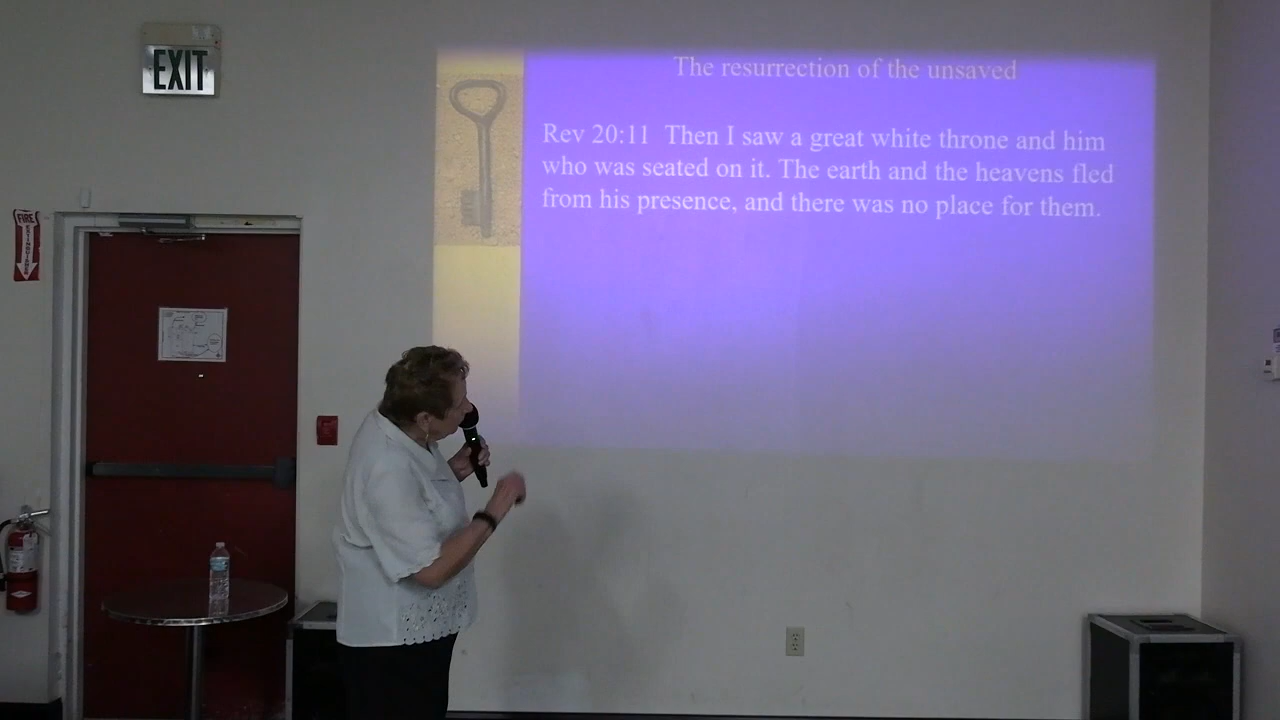 EXIT
The resurrection of the unsaved
Rev 20:11 Then I saw a great white throne and him
who was seated on it. The earth and the heavens fled
from his presence, and there was no place for them.
FIRE